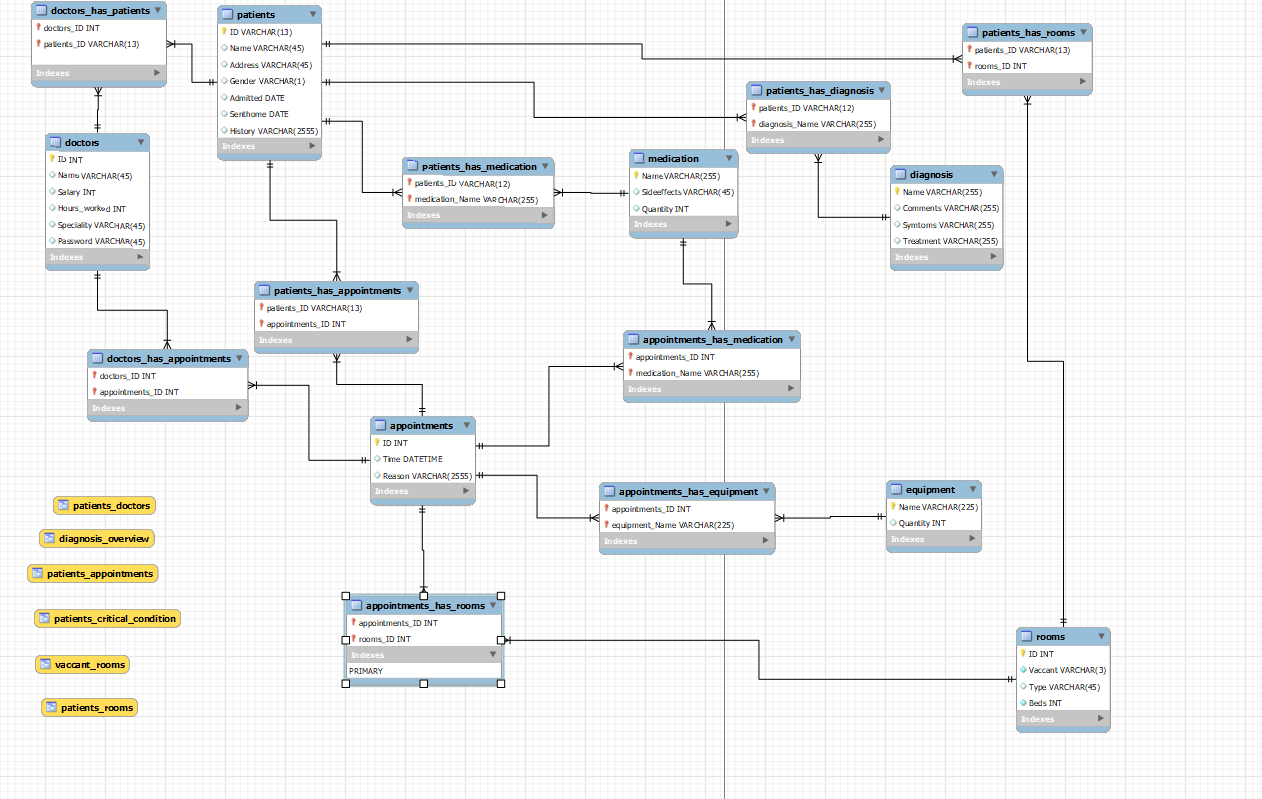 doctors_has_patients
doctors_ID INT
patients_ID VARCHAR(13)
Indexes
patients
ID VARCHAR(13)
Name VARCHAR(45)
Address VARCHAR(45)
Gender VARCHAR(1)
Admitted DATE
Senthome DATE
History VARCHAR(2555)
Indexes
patients_has_rooms
patients_ID VARCHAR(13)
rooms_ID INT
Indexes
patients_has_diagnosis
patients_ID VARCHAR(12)
diagnosis_Name VARCHAR(255)
Indexes
doctors
ID INT
Name VARCHAR(45)
Salary INT
Hours_worked INT
Speciality VARCHAR(45)
Password VARCHAR(45)
Indexes
patients_has_medication
patients_ID VARCHAR(12)
medication_Name VARCHAR(255)
Indexes
medication
Name VARCHAR(255)
Sideeffects VARCHAR(45)
Quantity INT
Indexes
diagnosis
Name VARCHAR(255)
Comments VARCHAR(255)
Symtoms VARCHAR(255)
Treatment VARCHAR(255)
Indexes
patients_has_appointments
patients_ID VARCHAR(13)
appointments_ID INT
Indexes
doctors_has_appointments
doctors_ID INT
appointments_ID INT
Indexes
appointments_has_medication
appointments_ID INT
medication_Name VARCHAR(255)
Indexes
appointments
ID INT
Time DATETIME
Reason VARCHAR(2555)
Indexes
appointments_has_equipment
appointments_ID INT
equipment_Name VARCHAR(225)
Indexes
equipment
Name VARCHAR(225)
Quantity INT
Indexes
patients_doctors
diagnosis_overview
patients_appointments
patients_critical_condition
vaccant_rooms
patients_rooms
appointments_has_rooms
appointments_ID INT
rooms_ID INT
Indexes
PRIMARY
rooms
ID INT
Vaccant VARCHAR(3)
Type VARCHAR(45)
Beds INT
Indexes